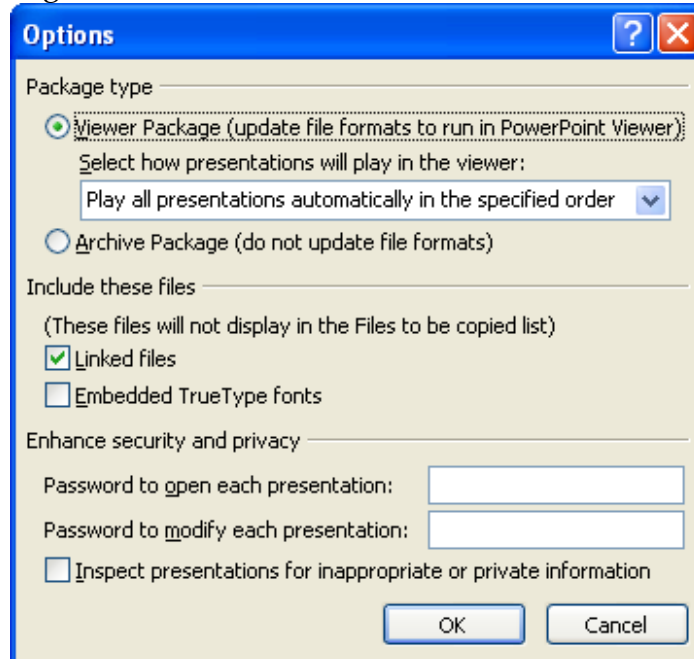 Options
Package type
Viewer Package (update file formats to run in PowerPoint Viewer)
Select how presentations will play in the viewer:
Play all presentations automatically in the specified order
Archive Package (do not update file formats)
Include these files
(These files will not display in the Files to be copied list)
Linked files
Embedded TrueType fonts
Enhance security and privacy
Password to open each presentation:
Password to modify each presentation:
Inspect presentations for inappropriate or private information
OK Cancel